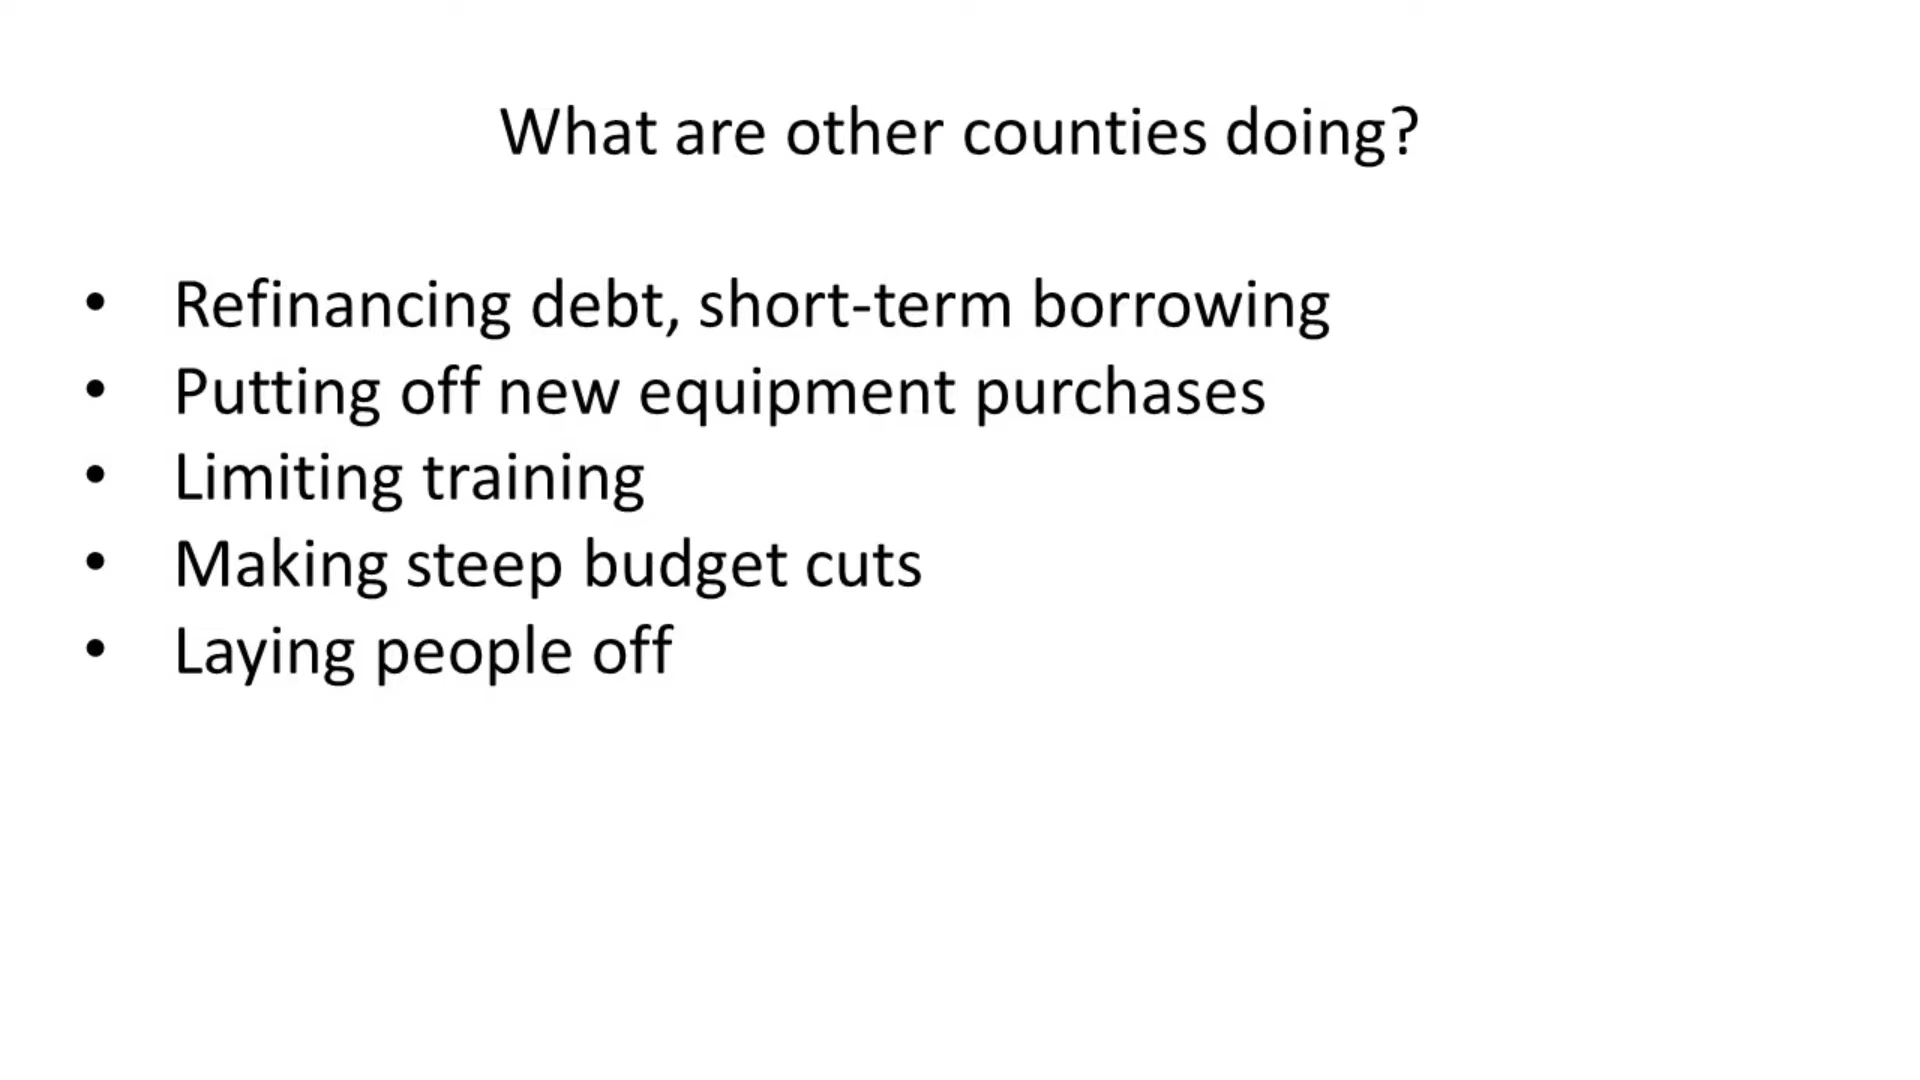 What are other counties doing?
• Refinancing debt, short-term borrowing
• Putting off new equipment purchases
• Limiting training
• Making steep budget cuts
• Laying people off